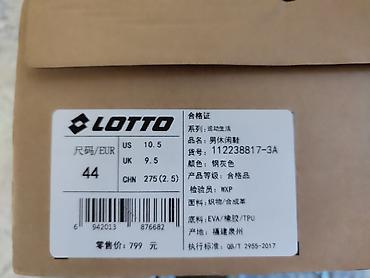 LOTTO
尺码/EUR
44
US 10.5
UK 9.5
CHN 275(2.5)
6 942013 876682
零售价: 799 元
合格证
系列: 运动生活
品名: 男休闲鞋
货号: 112238817-3A
颜色: 钢灰色
产品等级: 合格品
检验员: WXP
面料: 织物/合成革
底料: EVA/橡胶/TPU
产地: 福建泉州
执行标准: QB/T 2955-2017